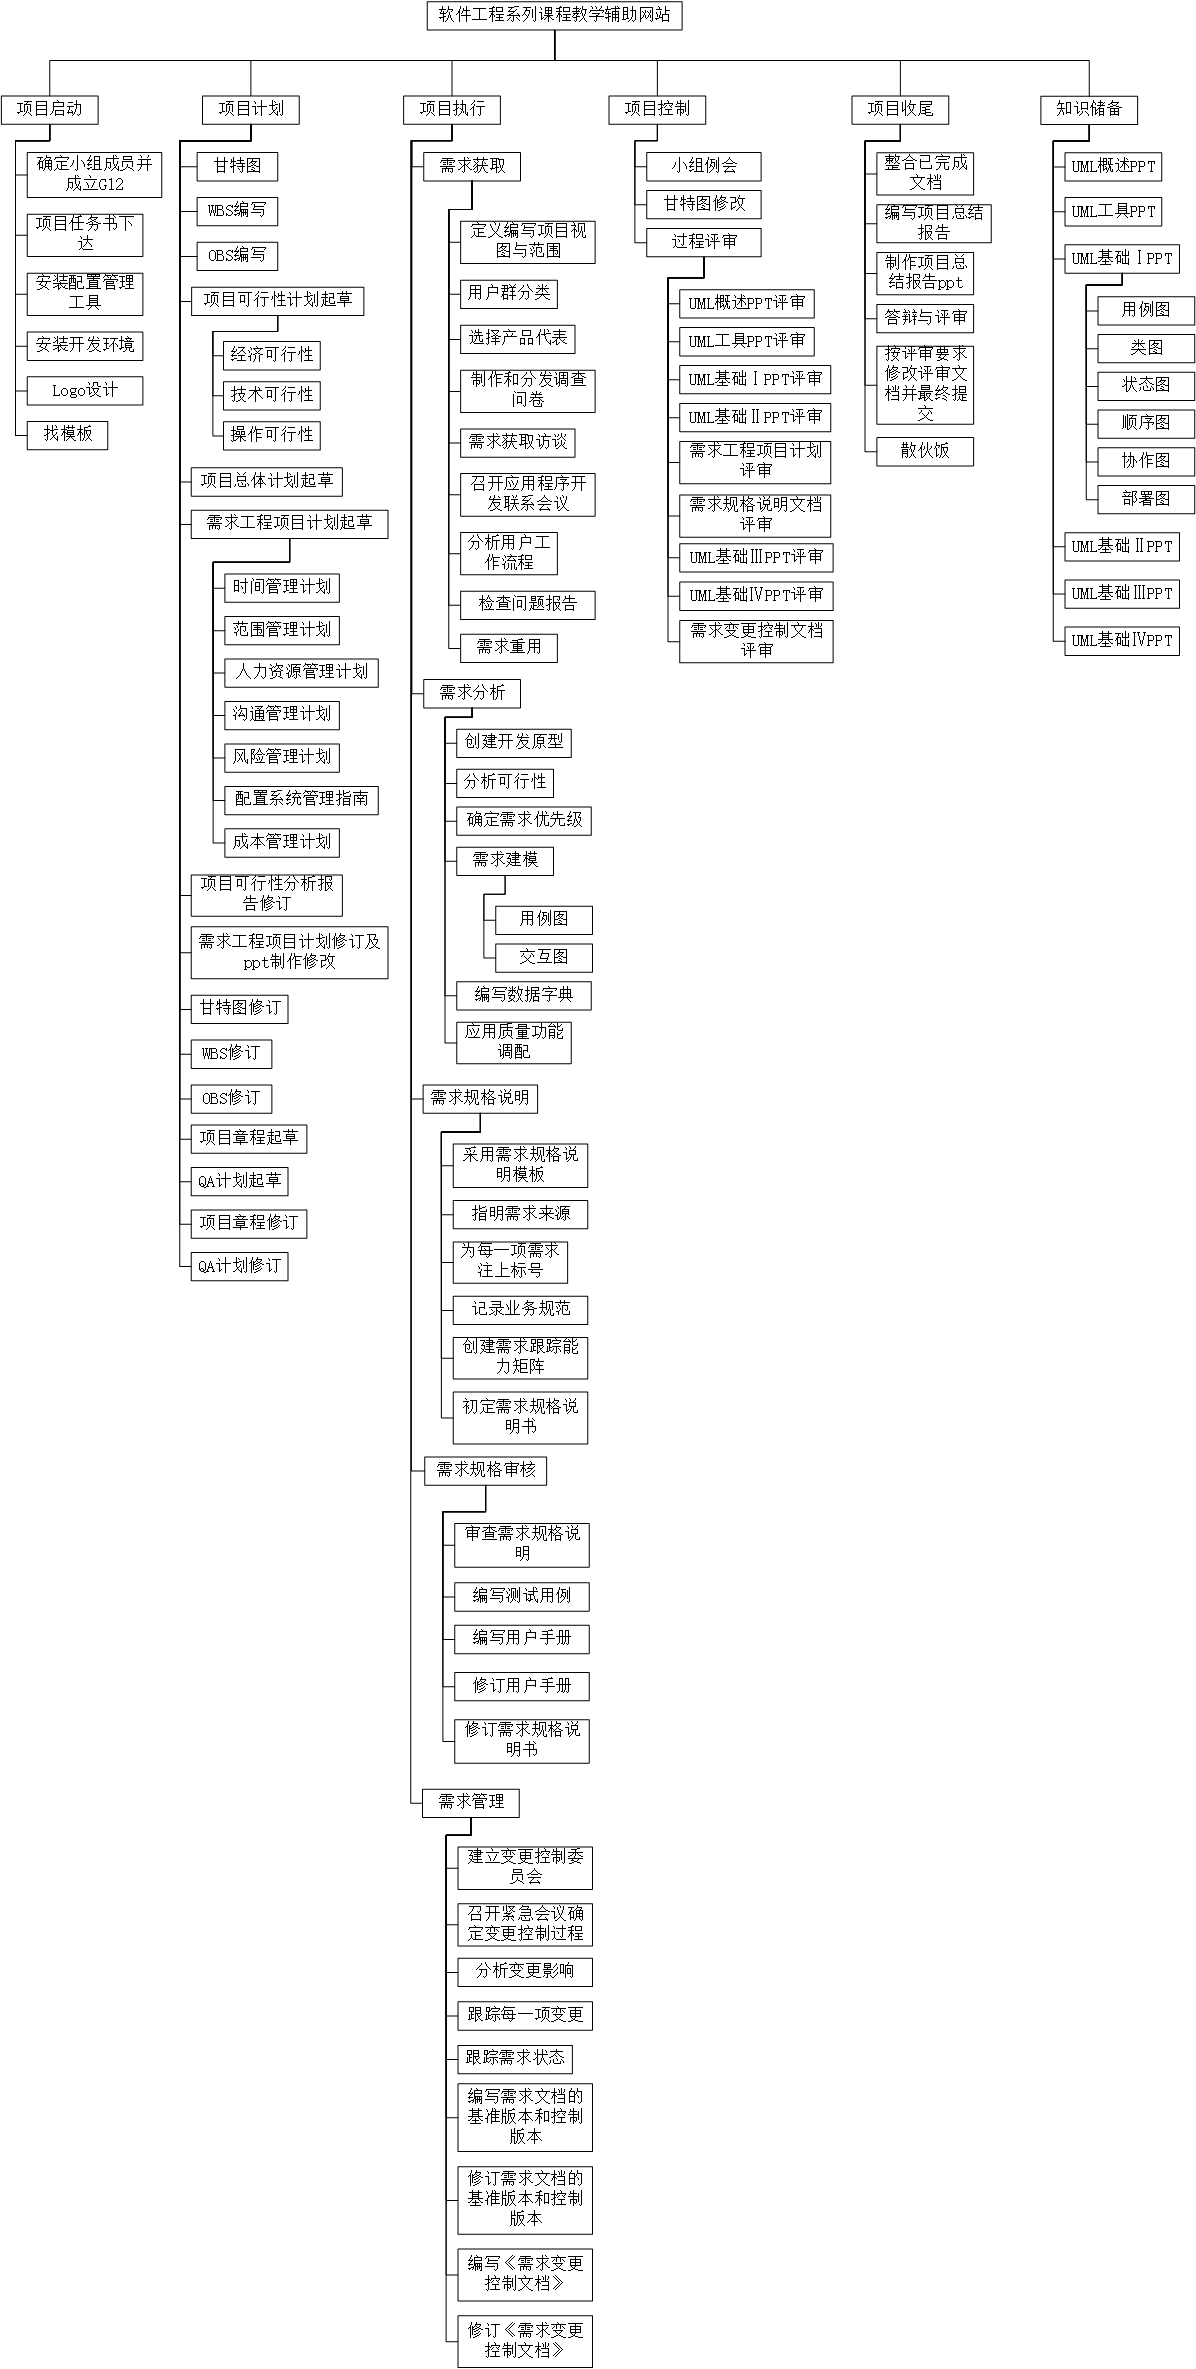 软件工程系列课程教学辅助网站
项目启动
确定小组成员并
成立G12
项目任务书下
达
安装配置管理
工具
安装开发环境
Logo设计
找模板
项目计划
甘特图
WBS编写
OBS编写
项目可行性计划起草
经济可行性
技术可行性
操作可行性
项目总体计划起草
需求工程项目计划起草
时间管理计划
范围管理计划
人力资源管理计划
沟通管理计划
风险管理计划
配置系统管理指南
成本管理计划
项目可行性分析报
告修订
需求工程项目计划修订及
ppt制作修改
甘特图修订
WBS修订
OBS修订
项目章程起草
QA计划起草
项目章程修订
QA计划修订
项目执行
需求获取
定义编写项目视
图与范围
用户群分类
选择产品代表
制作和分发调查
问卷
需求获取访谈
召开应用程序开
发联系会议
分析用户工
作流程
检查问题报告
需求重用
需求分析
创建开发原型
分析可行性
确定需求优先级
需求建模
用例图
交互图
编写数据字典
应用质量功能
调配
需求规格说明
采用需求规格说
明模板
指明需求来源
为每一项需求
注上标号
记录业务规范
创建需求跟踪能
力矩阵
初定需求规格说
明书
需求规格审核
审查需求规格说
明
编写测试用例
编写用户手册
修订用户手册
修订需求规格说
明书
需求管理
建立变更控制委
员会
召开紧急会议确
定变更控制过程
分析变更影响
跟踪每一项变更
跟踪需求状态
编写需求文档的
基准版本和控制
版本
修订需求文档的
基准版本和控制
版本
编写《需求变更
控制文档》
修订《需求变更
控制文档》
项目控制
小组例会
甘特图修改
过程评审
UML概述PPT评审
UML工具PPT评审
UML基础ⅠPPT评审
UML基础ⅡPPT评审
需求工程项目计划
评审
需求规格说明文档
评审
UML基础ⅢPPT评审
UML基础ⅣPPT评审
需求变更控制文档
评审
项目收尾
整合已完成
文档
编写项目总结
报告
制作项目总
结报告ppt
答辩与评审
按评审要求
修改评审文
档并最终提
交
散伙饭
知识储备
UML概述PPT
UML工具PPT
UML基础ⅠPPT
用例图
类图
状态图
顺序图
协作图
部署图
UML基础ⅡPPT
UML基础ⅢPPT
UML基础ⅣPPT